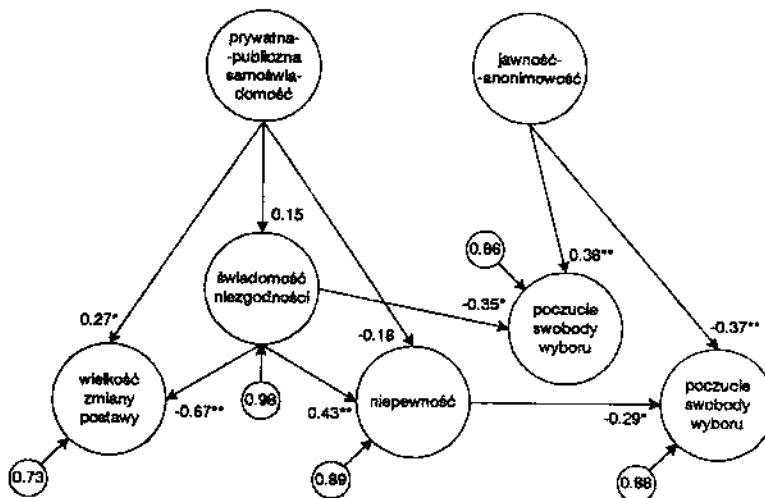 prywatna-
-publiczna
samoświa-
domość
jawność-
-anonimowość
0.15
0.86
0.38**
świadomość
niezgodności
-0.35*
poczucie
swobody
wyboru
0.27*
-0.18
-0.37**
wielkość
zmiany
postawy
-0.67**
0.98
0.43**
niepewność
-0.29*
poczucie
swobody
wyboru
0.73
0.89
0.88